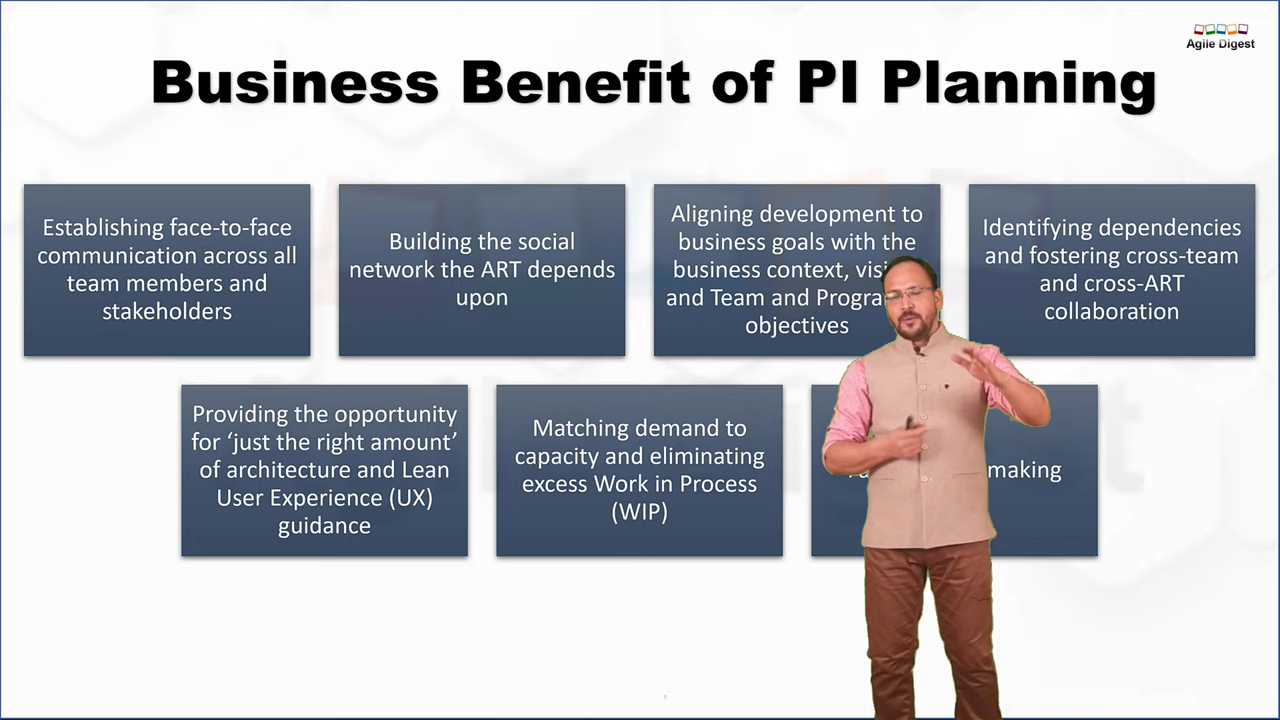 Agile Digest
Business Benefit of PI Planning
Establishing face-to-face
communication across all
team members and
stakeholders
Building the social
network the ART depends
upon
Aligning development to
business goals with the
business context,
and Team and
objectives
Identifying dependencies
and fostering cross-team
and cross-ART
collaboration
Providing the opportunity
for ‘just the right amount’
of architecture and Lean
User Experience (UX)
guidance
Matching demand to
capacity and eliminating
excess Work in Process
(WIP)
making